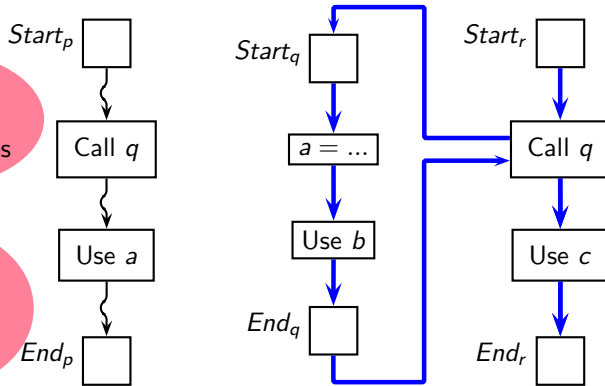 Start_p
s
Call q
Use a
End_p
Start_q
a = ...
Use b
End_q
Start_r
Call q
Use c
End_r